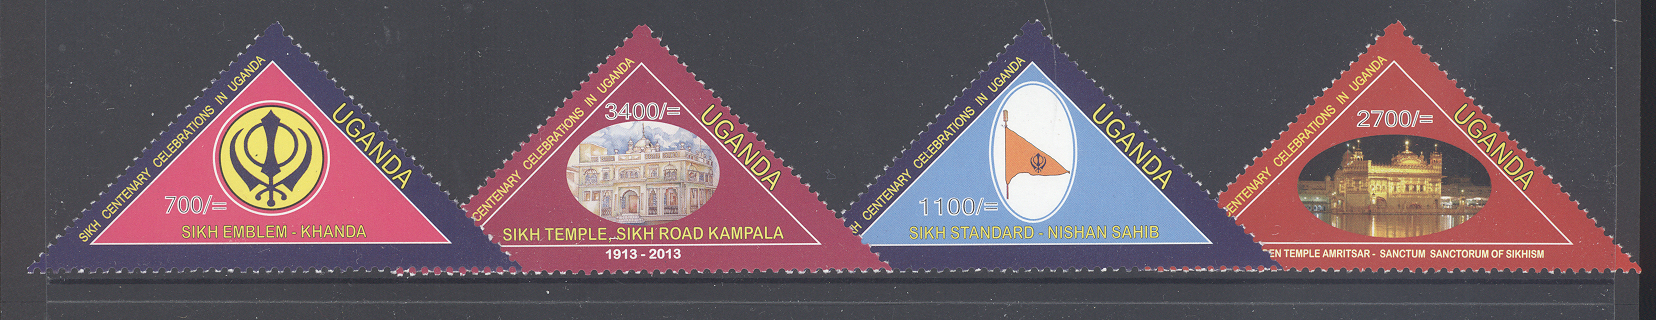 SIKH CENTENARY CELEBRATIONS IN UGANDA
UGANDA
700/=
SIKH EMBLEM - KHANDA
CENTENARY CELEBRATIONS IN UGANDA
UGANDA
3400/=
SIKH TEMPLE, SIKH ROAD KAMPALA
1913 - 2013
CENTENARY CELEBRATIONS IN UGANDA
UGANDA
1100/=
SIKH STANDARD - NISHAN SAHIB
CENTENARY CELEBRATIONS IN UGANDA
UGANDA
2700/=
TEMPLE AMRITSAR - SANCTUM SANCTORUM OF SIKHISM